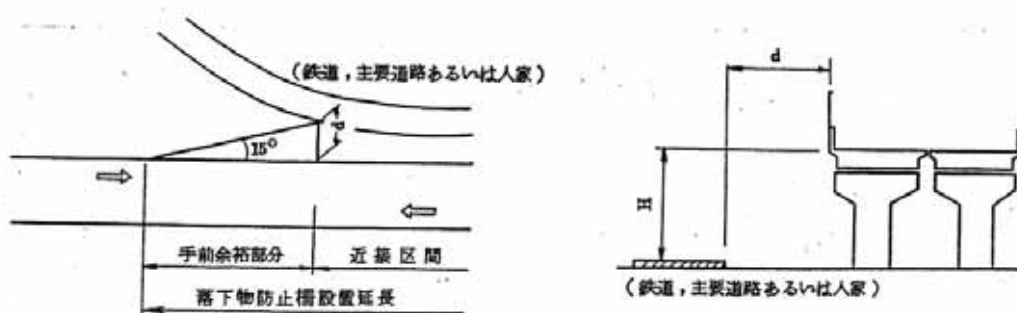 (鉄道，主要道路あるいは人家)
d
15°
手前余裕部分
近接区間
落下物防止柵設置延長
d
H
(鉄道，主要道路あるいは人家)